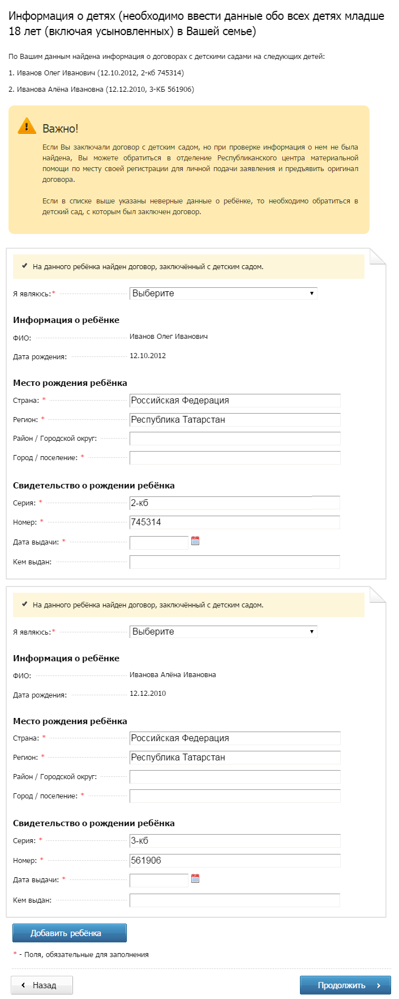 Информация о детях (необходимо ввести данные обо всех детях младше
18 лет (включая усыновленных) в Вашей семье)
По Вашим данным найдена информация о договорах с детскими садами на следующих детей:
1. Иванов Олег Иванович (12.10.2012, 2-кб 745314)
2. Иванова Алёна Ивановна (12.12.2010, 3-КБ 561906)
Важно!
Если Вы заключали договор с детским садом, но при проверке информация о нем не была
найдена, Вы можете обратиться в отделение Республиканского центра материальной
помощи по месту своей регистрации для личной подачи заявления и предъявить оригинал
договора.
Если в списке выше указаны неверные данные о ребёнке, то необходимо обратиться в
детский сад, с которым был заключен договор.
На данного ребёнка найден договор, заключённый с детским садом.
Я являюсь:* Выберите
Информация о ребёнке
ФИО: Иванов Олег Иванович
Дата рождения: 12.10.2012
Место рождения ребёнка
Страна: * Российская Федерация
Регион: * Республика Татарстан
Район / Городской округ:
Город / поселение: *
Свидетельство о рождении ребёнка
Серия: * 2-кб
Номер: * 745314
Дата выдачи: *
Кем выдан:
На данного ребёнка найден договор, заключённый с детским садом.
Я являюсь:* Выберите
Информация о ребёнке
ФИО: Иванова Алёна Ивановна
Дата рождения: 12.12.2010
Место рождения ребёнка
Страна: * Российская Федерация
Регион: * Республика Татарстан
Район / Городской округ:
Город / поселение: *
Свидетельство о рождении ребёнка
Серия: * 3-кб
Номер: * 561906
Дата выдачи: *
Кем выдан:
Добавить ребёнка
* - Поля, обязательные для заполнения
Назад Продолжить